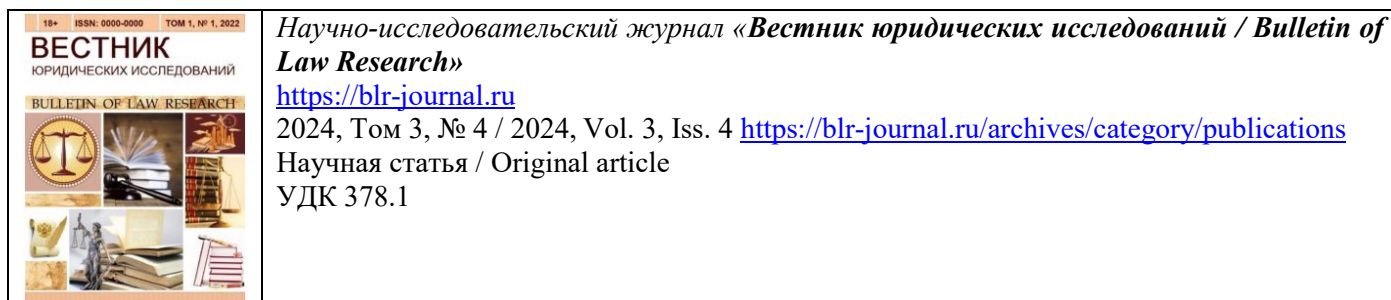 18+ ISSN: 0000-0000 ТОМ 1, № 1, 2022
ВЕСТНИК
ЮРИДИЧЕСКИХ ИССЛЕДОВАНИЙ
BULLETIN OF LAW RESEARCH
Научно-исследовательский журнал «Вестник юридических исследований / Bulletin of
Law Research»
https://blr-journal.ru
2024, Том 3, № 4 / 2024, Vol. 3, Iss. 4 https://blr-journal.ru/archives/category/publications
Научная статья / Original article
УДК 378.1